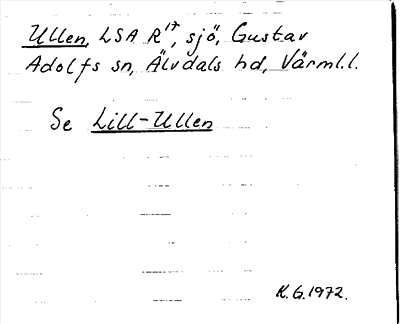 Ullen, LSA R¹⁷, sjö, Gustav
Adolfs sn, Älvdals hd, Värml.l.
Se Lill-Ullen
K.G.1972.